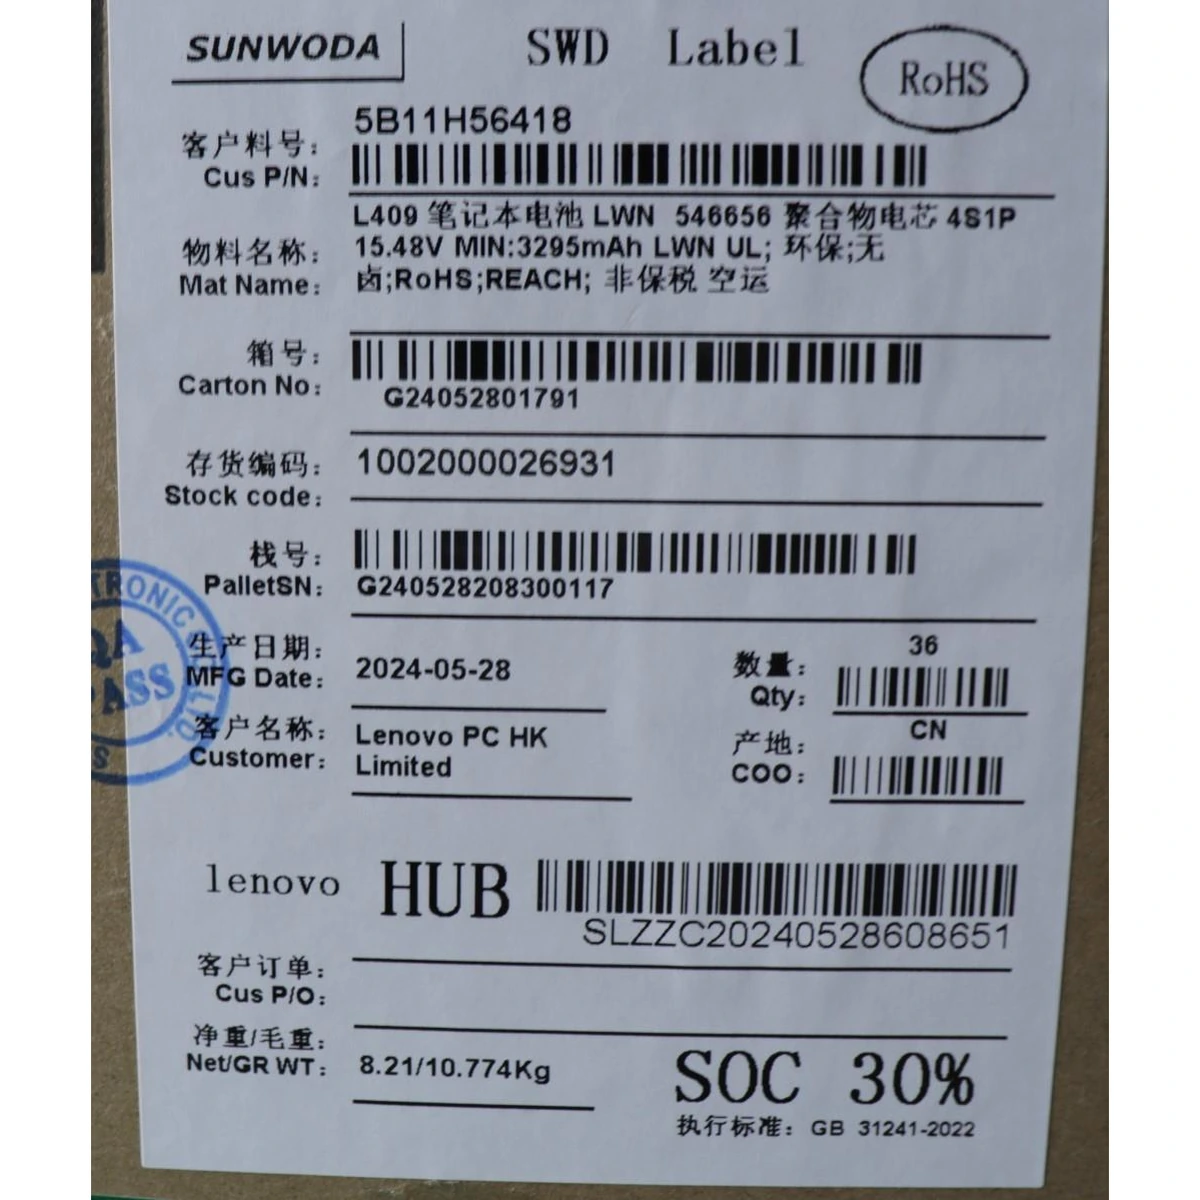 SUNWODA
SWD Label
RoHS
5B11H56418
客户料号:
Cus P/N:
L409 笔记本电池 LWN 546656 聚合物电芯 4S1P
物料名称: 15.48V MIN:3295mAh LWN UL; 环保;无
Mat Name: 卤;RoHS;REACH; 非保税 空运
箱号:
Carton No:
G24052801791
存货编码: 1002000026931
Stock code:
栈号:
PalletSN: G240528208300117
生产日期:
MFG Date: 2024-05-28
36
数量:
Qty:
客户名称: Lenovo PC HK
Customer: Limited
CN
产地:
COO:
lenovo HUB
SLZZC20240528608651
客户订单:
Cus P/O:
净重/毛重:
Net/GR WT: 8.21/10.774Kg
SOC 30%
执行标准: GB 31241-2022
TRONIC
QA
PASS
LTD